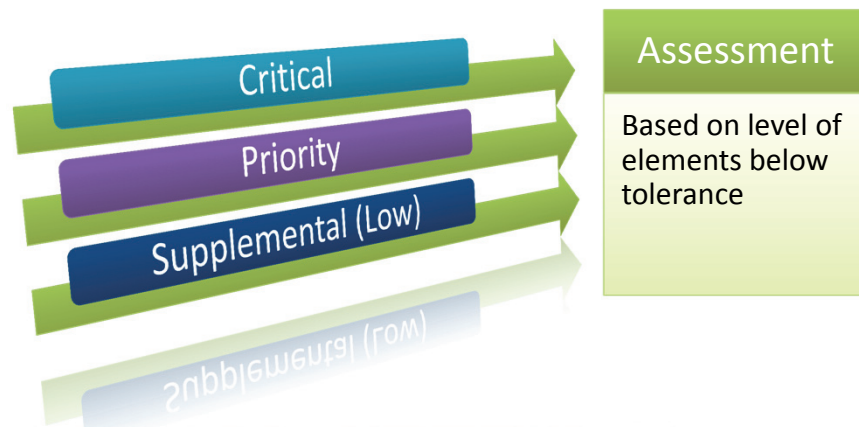 Critical
Priority
Supplemental (Low)
Assessment
Based on level of
elements below
tolerance